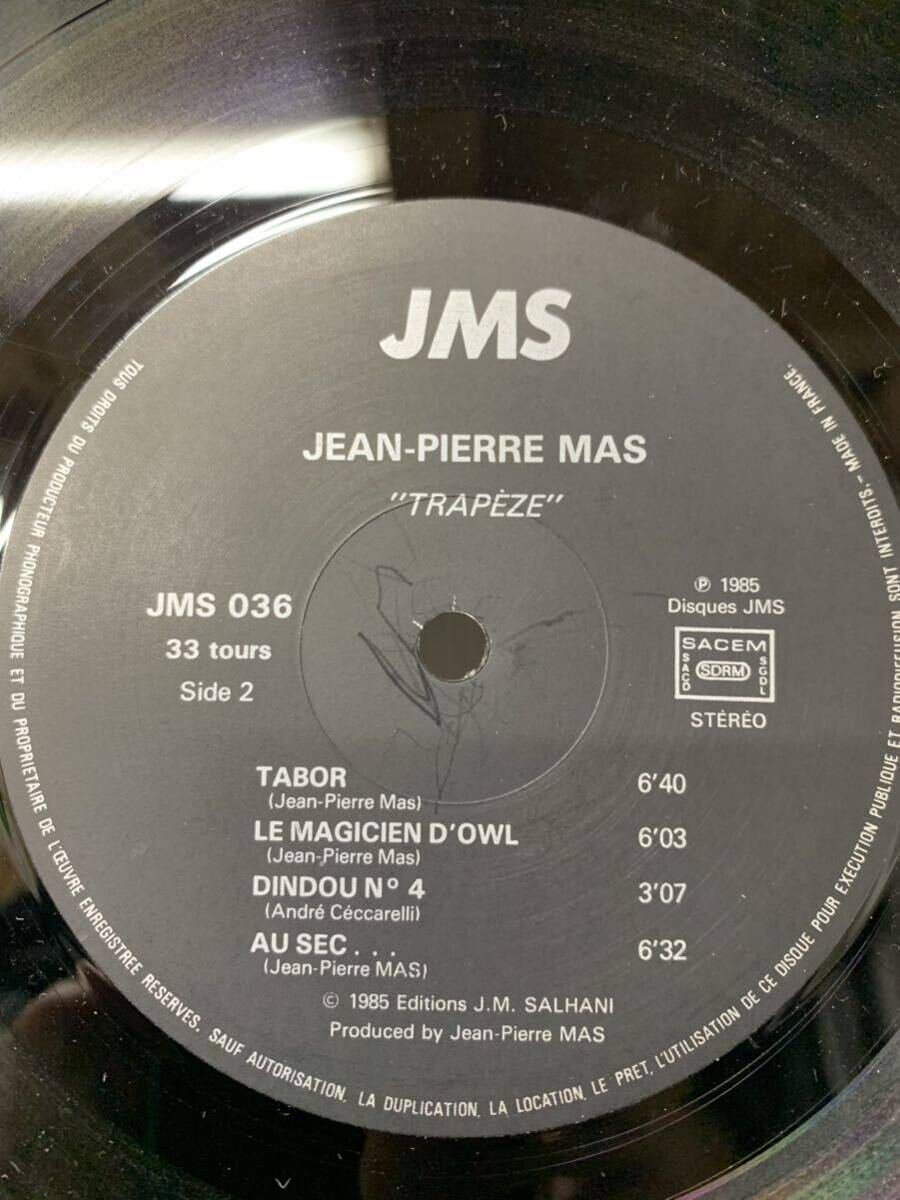 JMS
JEAN-PIERRE MAS
"TRAPÈZE"
JMS 036
33 tours
Side 2
℗ 1985
Disques JMS
SACEM
SACD
SDRM
SGDL
STÉRÉO
TABOR 6'40
(Jean-Pierre Mas)
LE MAGICIEN D'OWL 6'03
(Jean-Pierre Mas)
DINDOU Nº 4 3'07
(André Céccarelli)
AU SEC . . . 6'32
(Jean-Pierre MAS)
© 1985 Editions J.M. SALHANI
Produced by Jean-Pierre MAS
TOUS DROITS DU PRODUCTEUR PHONOGRAPHIQUE ET DU PROPRIETAIRE DE L'ŒUVRE ENREGISTREE RESERVES. SAUF AUTORISATION, LA DUPLICATION, LA LOCATION, LE PRET, L'UTILISATION DE CE DISQUE POUR EXECUTION PUBLIQUE ET RADIODIFFUSION SONT INTERDITS. - MADE IN FRANCE.